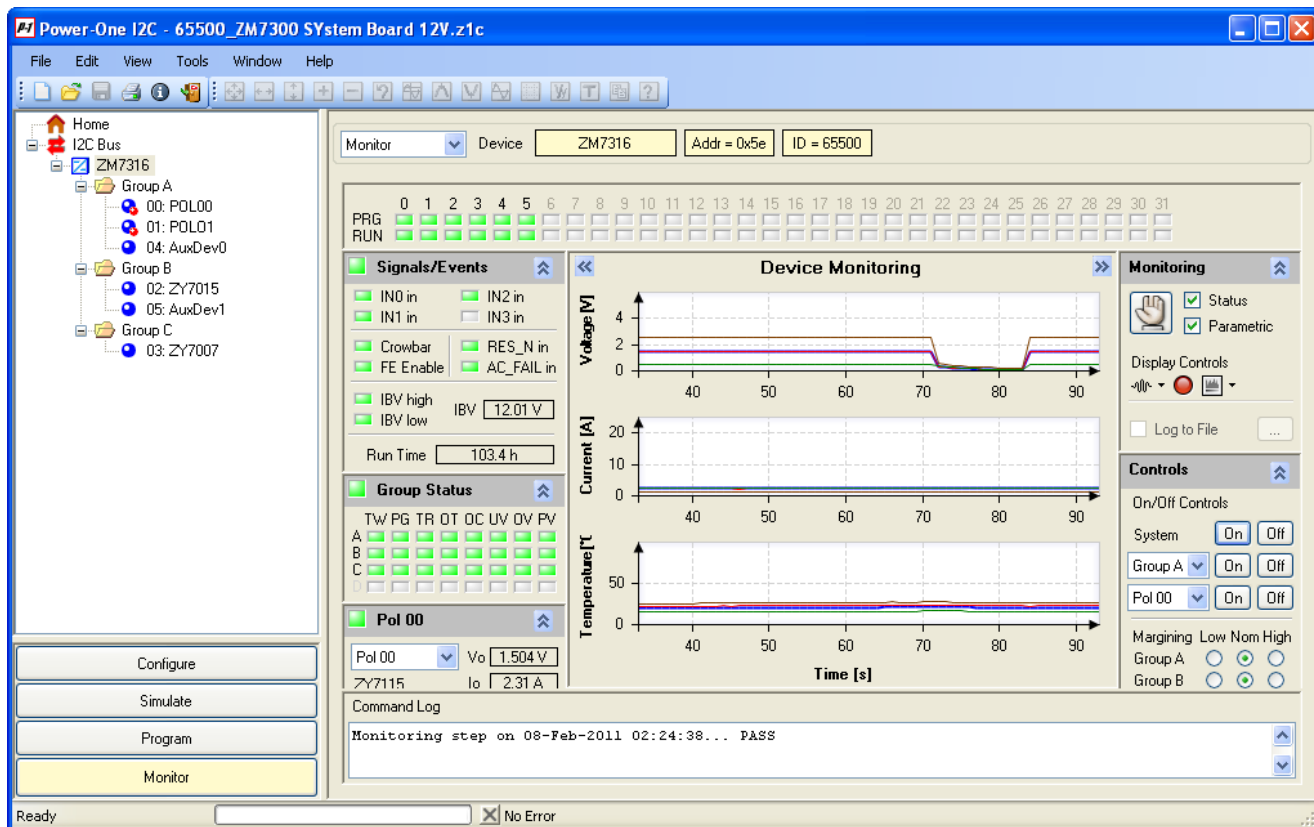 Power-One I2C - 65500_ZM7300 SYstem Board 12V.z1c
File Edit View Tools Window Help
Home
I2C Bus
ZM7316
Group A
00: POL00
01: POLO1
04: AuxDev0
Group B
02: ZY7015
05: AuxDev1
Group C
03: ZY7007
Configure
Simulate
Program
Monitor
Monitor Device ZM7316 Addr = 0x5e ID = 65500
0 1 2 3 4 5 6 7 8 9 10 11 12 13 14 15 16 17 18 19 20 21 22 23 24 25 26 27 28 29 30 31
PRG
RUN
Signals/Events
IN0 in IN2 in
IN1 in IN3 in
Crowbar RES_N in
FE Enable AC_FAIL in
IBV high
IBV low
IBV 12.01 V
Run Time 103.4 h
Group Status
TW PG TR OT OC UV OV PV
A
B
C
D
Pol 00
Pol 00 Vo 1.504 V
ZY7115 Io 2.31 A
Device Monitoring
Voltage [V]
4
2
0
40 50 60 70 80 90
Current [A]
20
10
0
40 50 60 70 80 90
Temperature [°(
50
0
40 50 60 70 80 90
Time [s]
Monitoring
Status
Parametric
Display Controls
Log to File ...
Controls
On/Off Controls
System On Off
Group A On Off
Pol 00 On Off
Margining Low Nom High
Group A
Group B
Command Log
Monitoring step on 08-Feb-2011 02:24:38... PASS
Ready No Error